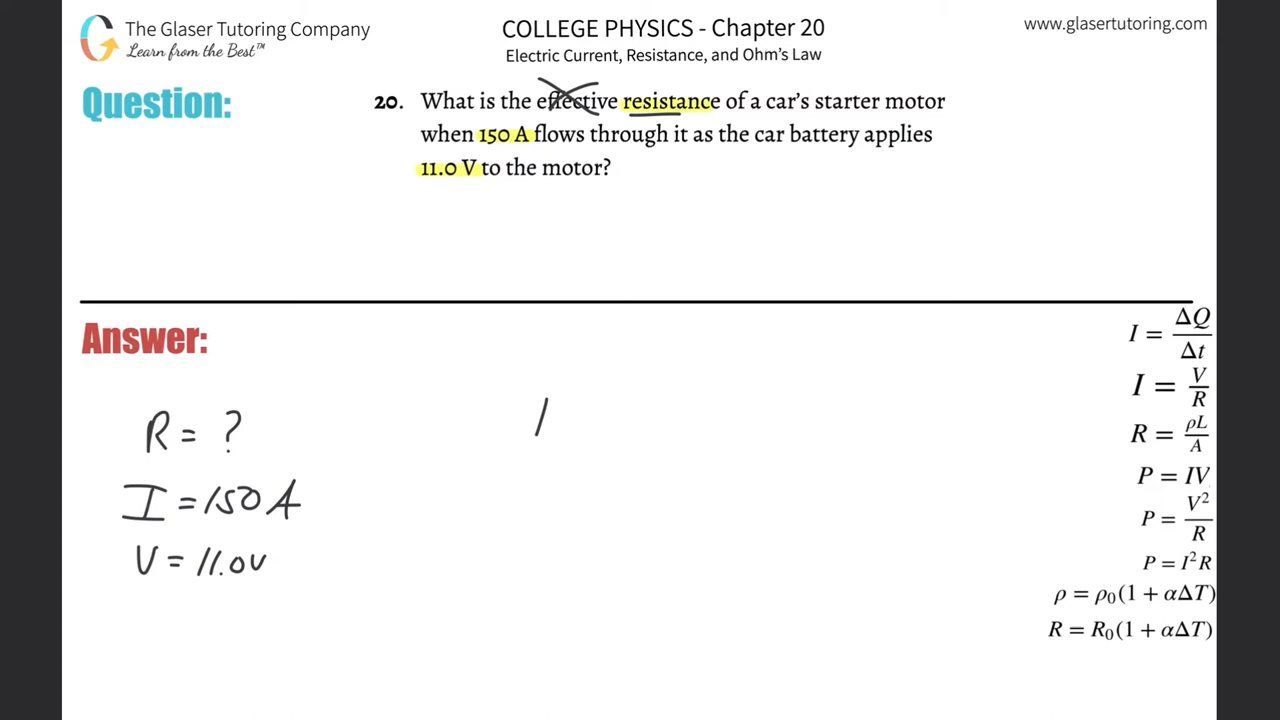 The Glaser Tutoring Company
Learn from the Best™
COLLEGE PHYSICS - Chapter 20
Electric Current, Resistance, and Ohm's Law
www.glasertutoring.com
Question:
20. What is the effective resistance of a car's starter motor
when 150 A flows through it as the car battery applies
11.0 V to the motor?
Answer:
R = ?
I = 150 A
V = 11.0V
I = ΔQ/Δt
I = V/R
R = ρL/A
P = IV
P = V²/R
P = I²R
ρ = ρ₀(1 + αΔT)
R = R₀(1 + αΔT)